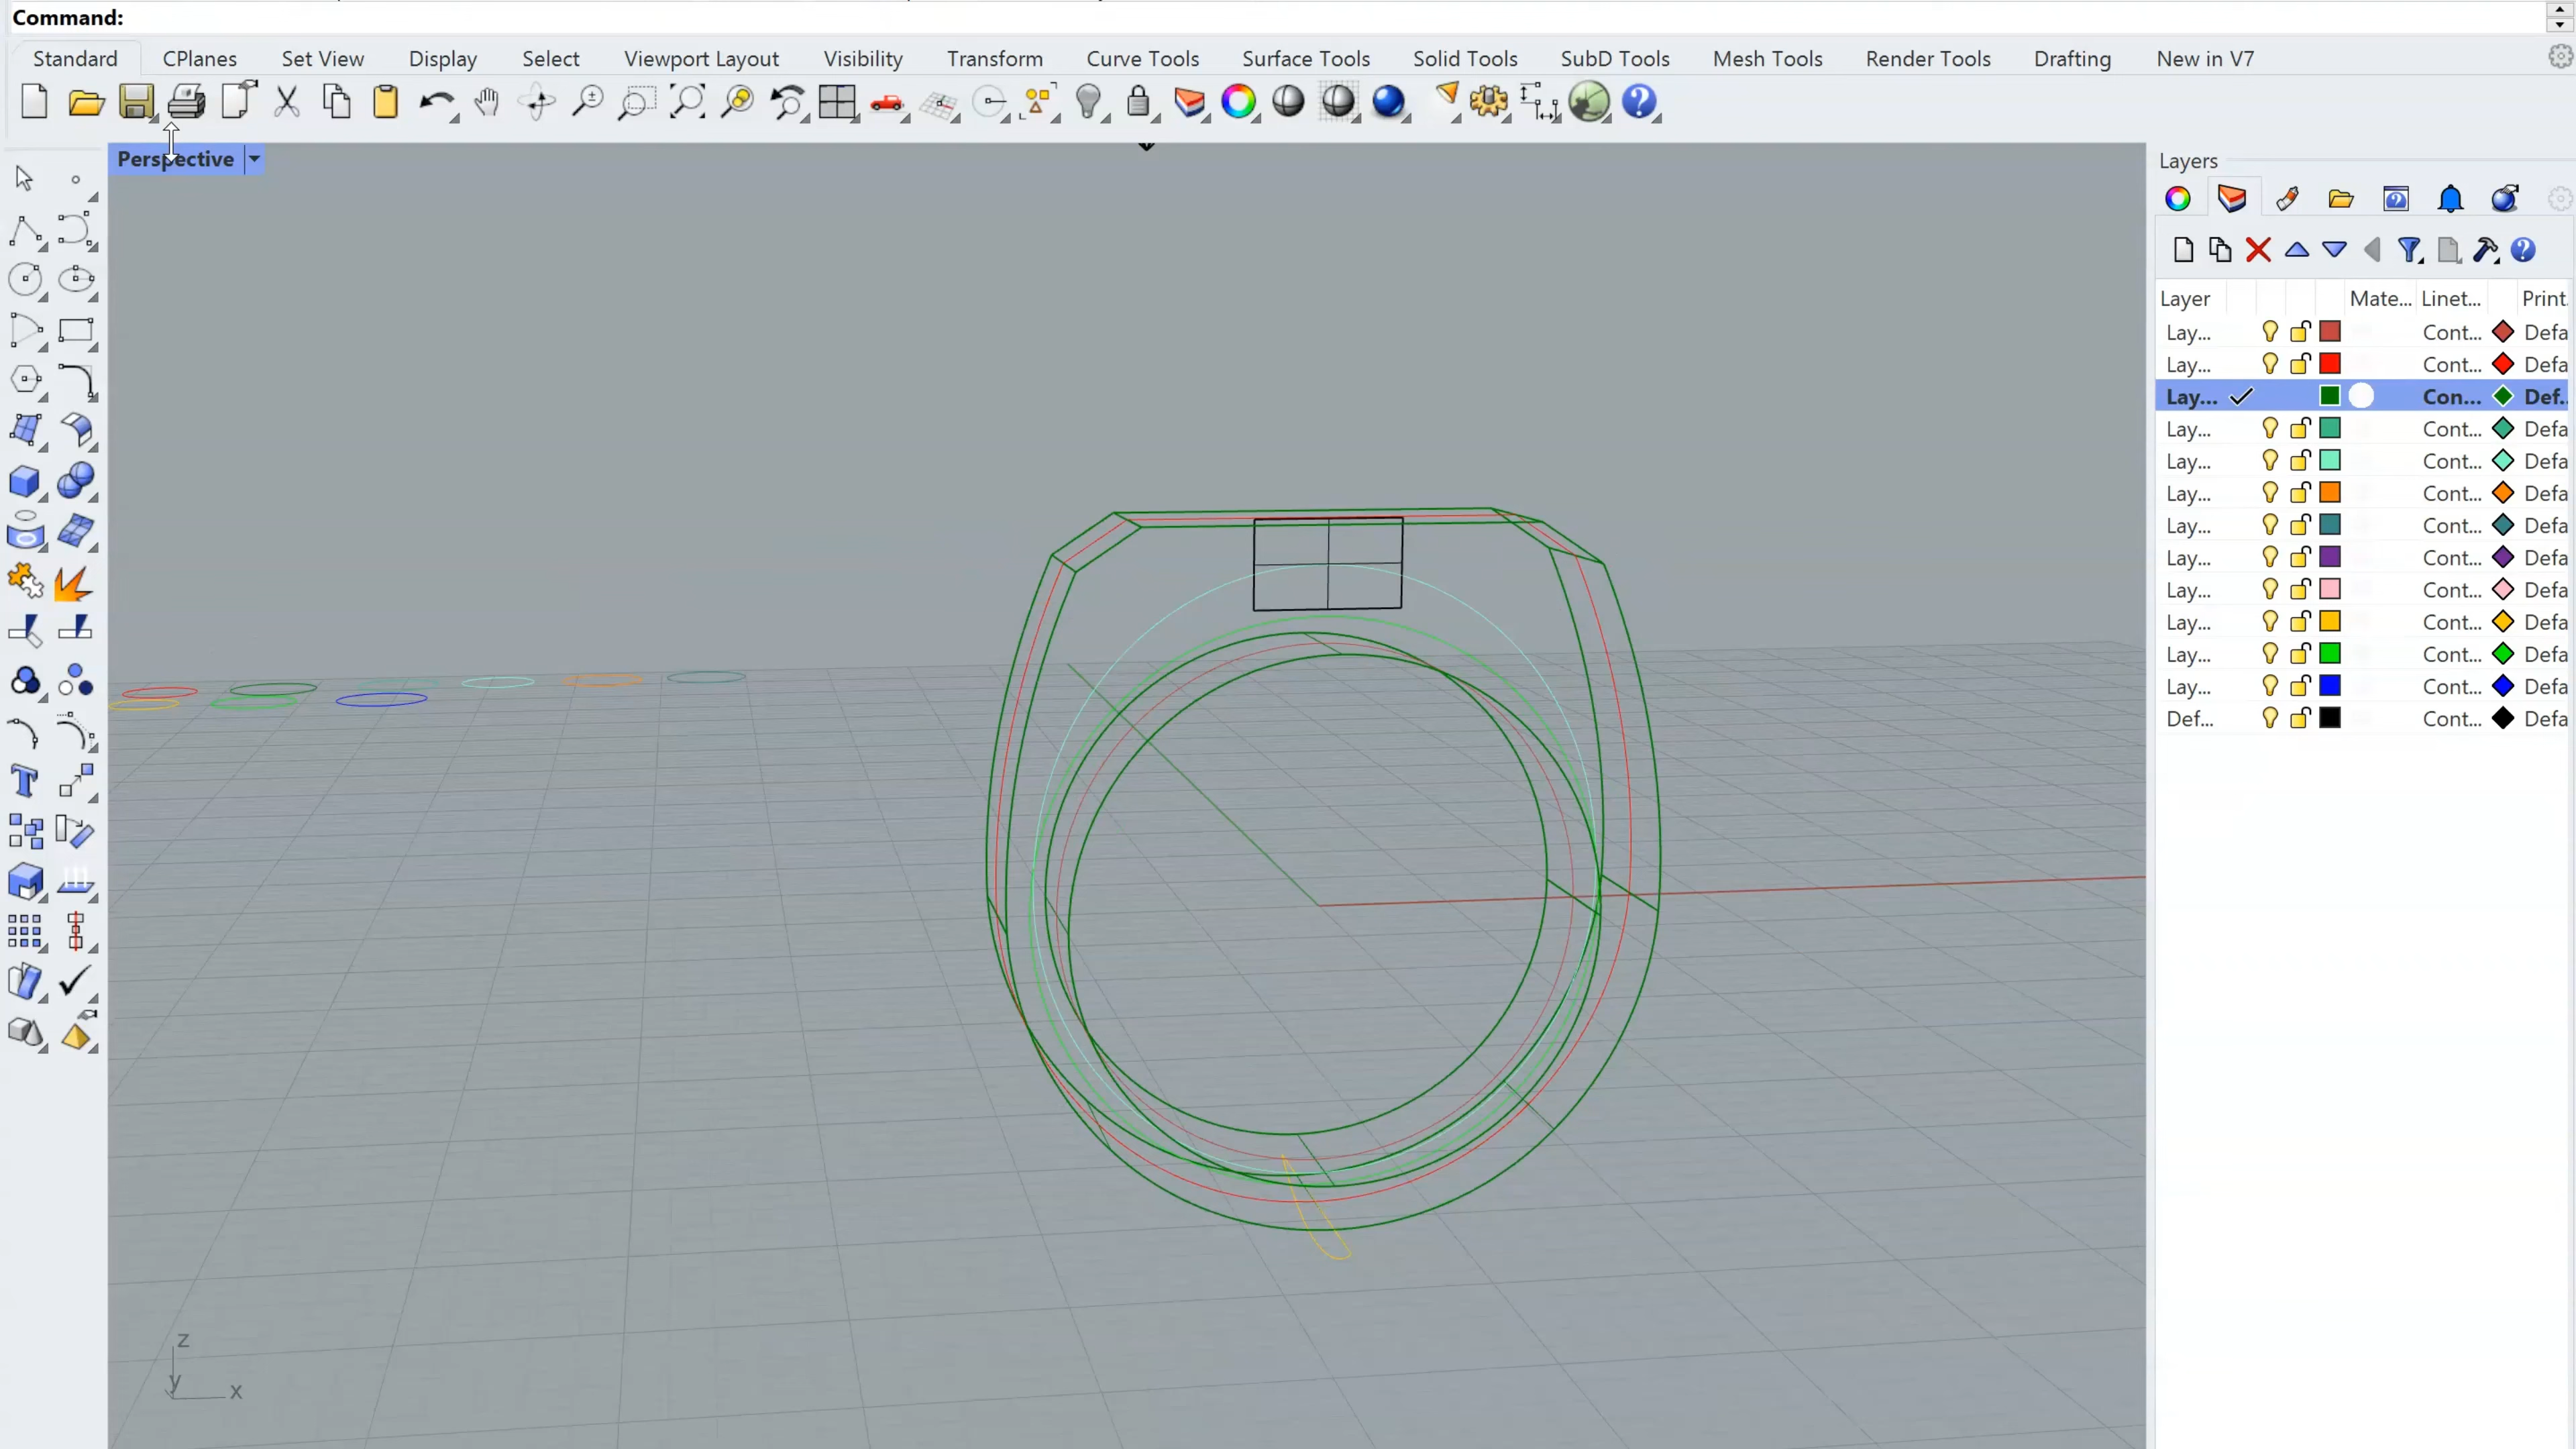 Command:
Standard CPlanes Set View Display Select Viewport Layout Visibility Transform Curve Tools Surface Tools Solid Tools SubD Tools Mesh Tools Render Tools Drafting New in V7
Perspective
Layers
Layer Mate... Linet... Print
Lay... Cont... Defa
Lay... Cont... Defa
Lay... Con... Def..
Lay... Cont... Defa
Lay... Cont... Defa
Lay... Cont... Defa
Lay... Cont... Defa
Lay... Cont... Defa
Lay... Cont... Defa
Lay... Cont... Defa
Lay... Cont... Defa
Lay... Cont... Defa
Def... Cont... Defa
z
y
x